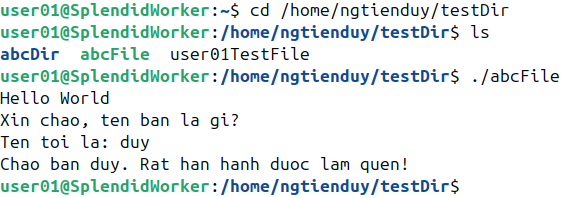 user01@SplendidWorker:~$ cd /home/ngtienduy/testDir
user01@SplendidWorker:/home/ngtienduy/testDir$ ls
abcDir  abcFile  user01TestFile
user01@SplendidWorker:/home/ngtienduy/testDir$ ./abcFile
Hello World
Xin chao, ten ban la gi?
Ten toi la: duy
Chao ban duy. Rat han hanh duoc lam quen!
user01@SplendidWorker:/home/ngtienduy/testDir$